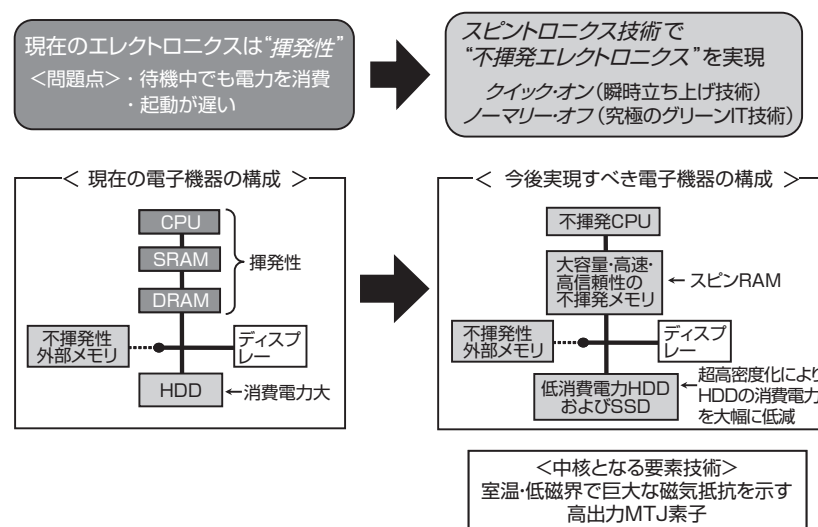 現在のエレクトロニクスは“揮発性”
＜問題点＞・待機中でも電力を消費
・起動が遅い
スピントロニクス技術で
“不揮発エレクトロニクス”を実現
クイック・オン(瞬時立ち上げ技術)
ノーマリー・オフ(究極のグリーンIT技術)
＜ 現在の電子機器の構成 ＞
CPU
SRAM
DRAM
揮発性
不揮発性
外部メモリ
ディスプ
レー
HDD
←消費電力大
＜ 今後実現すべき電子機器の構成 ＞
不揮発CPU
大容量・高速・
高信頼性の
不揮発メモリ
←スピンRAM
不揮発性
外部メモリ
ディスプ
レー
低消費電力HDD
およびSSD
←超高密度化により
HDDの消費電力
を大幅に低減
＜中核となる要素技術＞
室温・低磁界で巨大な磁気抵抗を示す
高出力MTJ素子